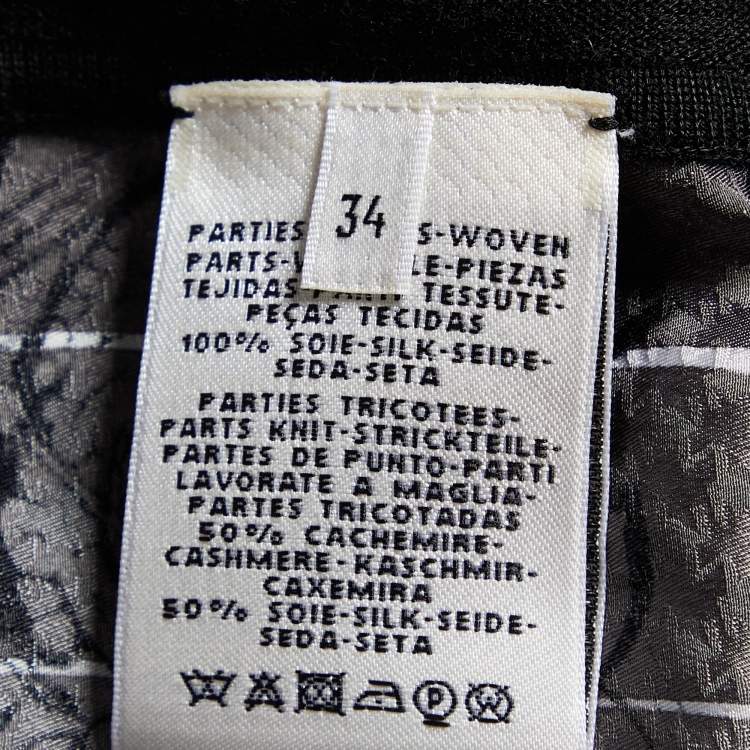 34
PARTIES S-WOVEN
PARTS- LE-PIEZAS
TEJIDAS TESSUTE-
PEÇAS TECIDAS
100% SOIE-SILK-SEIDE-
SEDA-SETA
PARTIES TRICOTEES-
PARTS KNIT-STRICKTEILE-
PARTES DE PUNTO-PARTI
LAVORATE A MAGLIA-
PARTES TRICOTADAS
50% CACHEMIRE-
CASHMERE-KASCHMIR-
CAXEMIRA
50% SOIE-SILK-SEIDE-
SEDA-SETA
P W